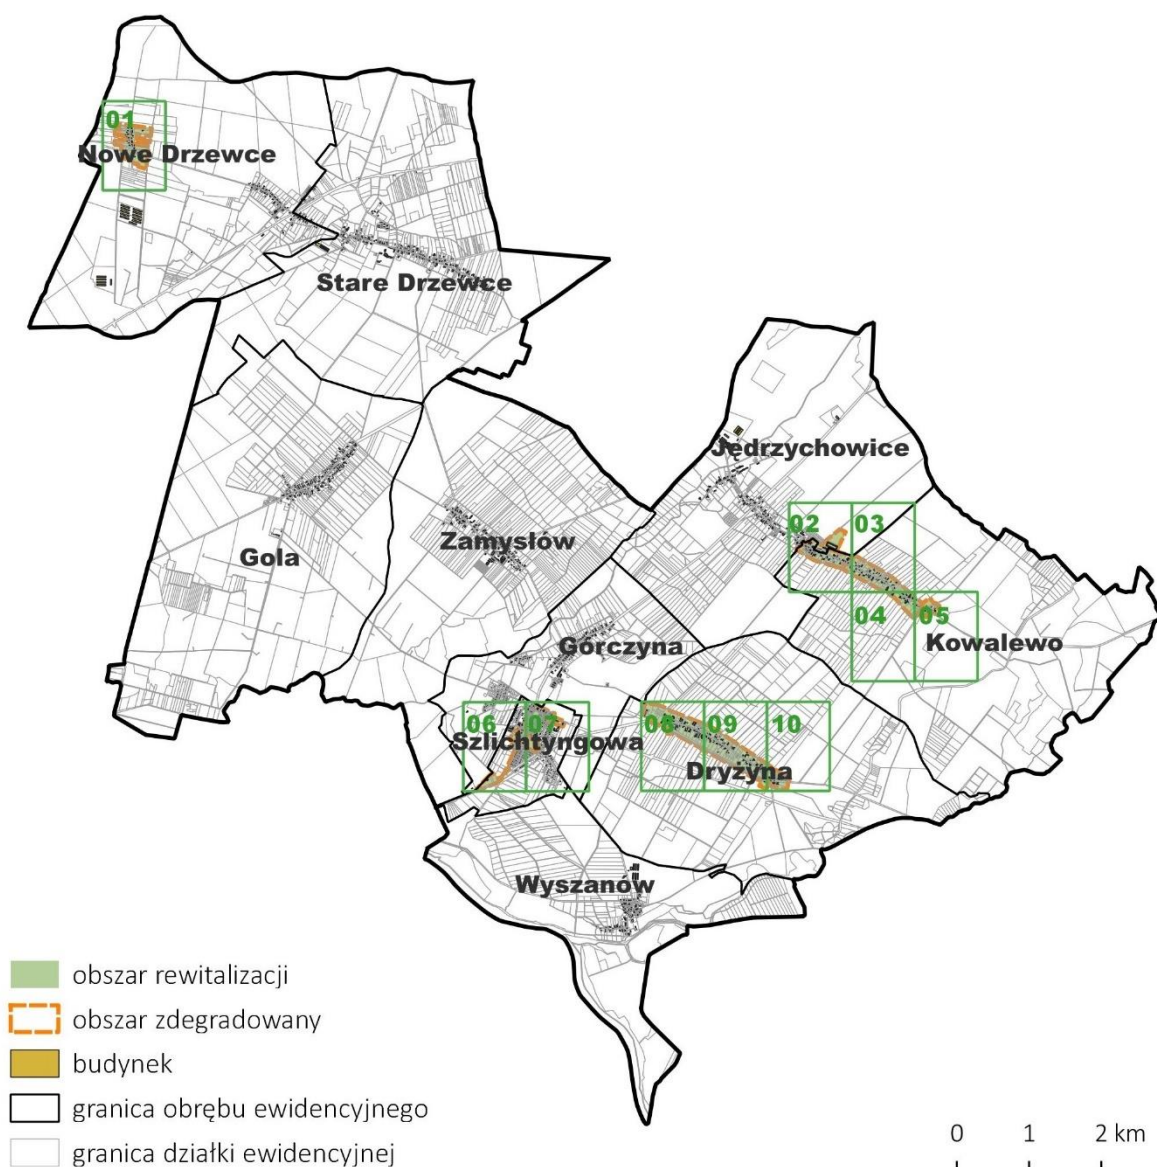 01
Nowe Drzewce
Stare Drzewce
Jędrzychowice
02 03
Zamysłów
Gola
04 05
Górczyna
Kowalewo
06 07
08 09 10
Szlichtyngowa
Dryżyna
Wyszanów
obszar rewitalizacji
obszar zdegradowany
budynek
granica obrębu ewidencyjnego
granica działki ewidencyjnej
0 1 2 km